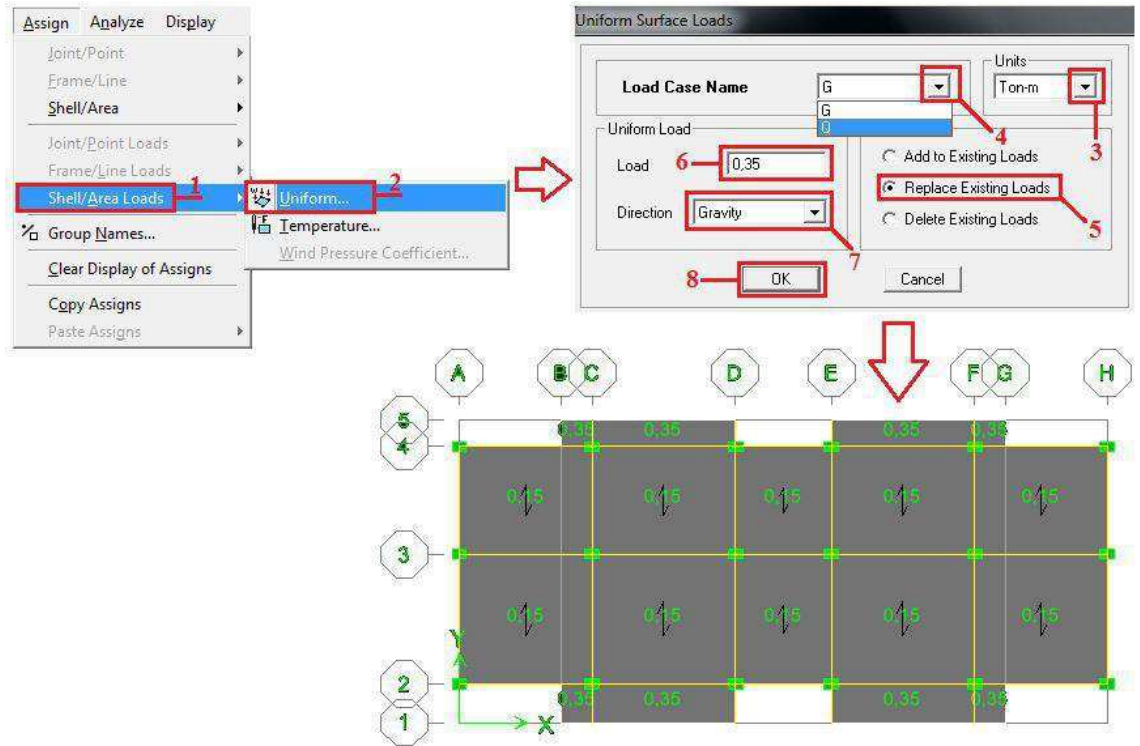 Assign Analyze Display
Joint/Point
Frame/Line
Shell/Area
Joint/Point Loads
Frame/Line Loads
Shell/Area Loads 1
Uniform... 2
Temperature...
Wind Pressure Coefficient...
Group Names...
Clear Display of Assigns
Copy Assigns
Paste Assigns
Uniform Surface Loads
Load Case Name G
G
Q
4
Units
Ton-m
3
Uniform Load
Load 6 0,35
Direction Gravity
7
Add to Existing Loads
Replace Existing Loads
Delete Existing Loads
5
8 OK Cancel
A B C D E F G H
5 0,35 0,35 0,35 0,35
4
0,15 0,15 0,15 0,15 0,15
3
0,15 0,15 0,15 0,15 0,15
Y
2
0,35 0,35 0,35 0,35
1 X